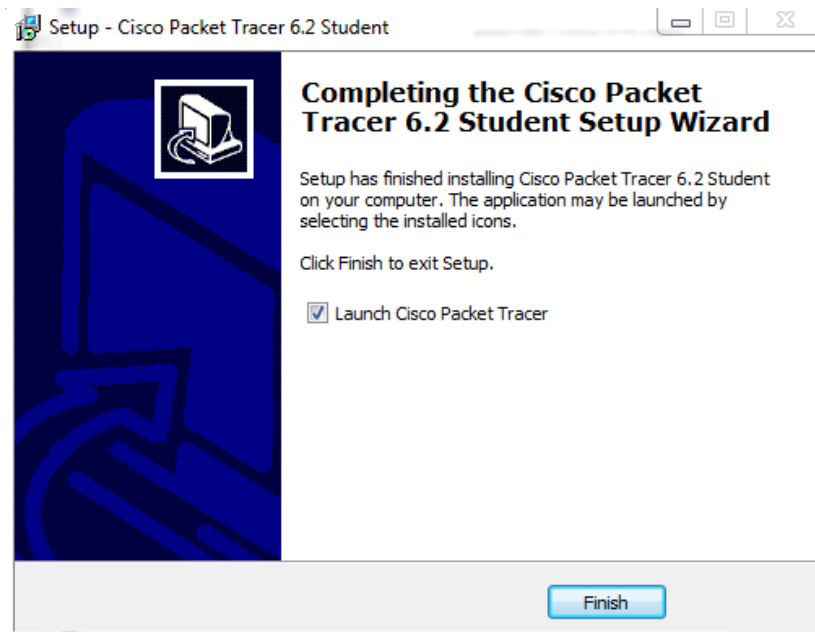 Setup - Cisco Packet Tracer 6.2 Student
Completing the Cisco Packet
Tracer 6.2 Student Setup Wizard
Setup has finished installing Cisco Packet Tracer 6.2 Student
on your computer. The application may be launched by
selecting the installed icons.
Click Finish to exit Setup.
Launch Cisco Packet Tracer
Finish